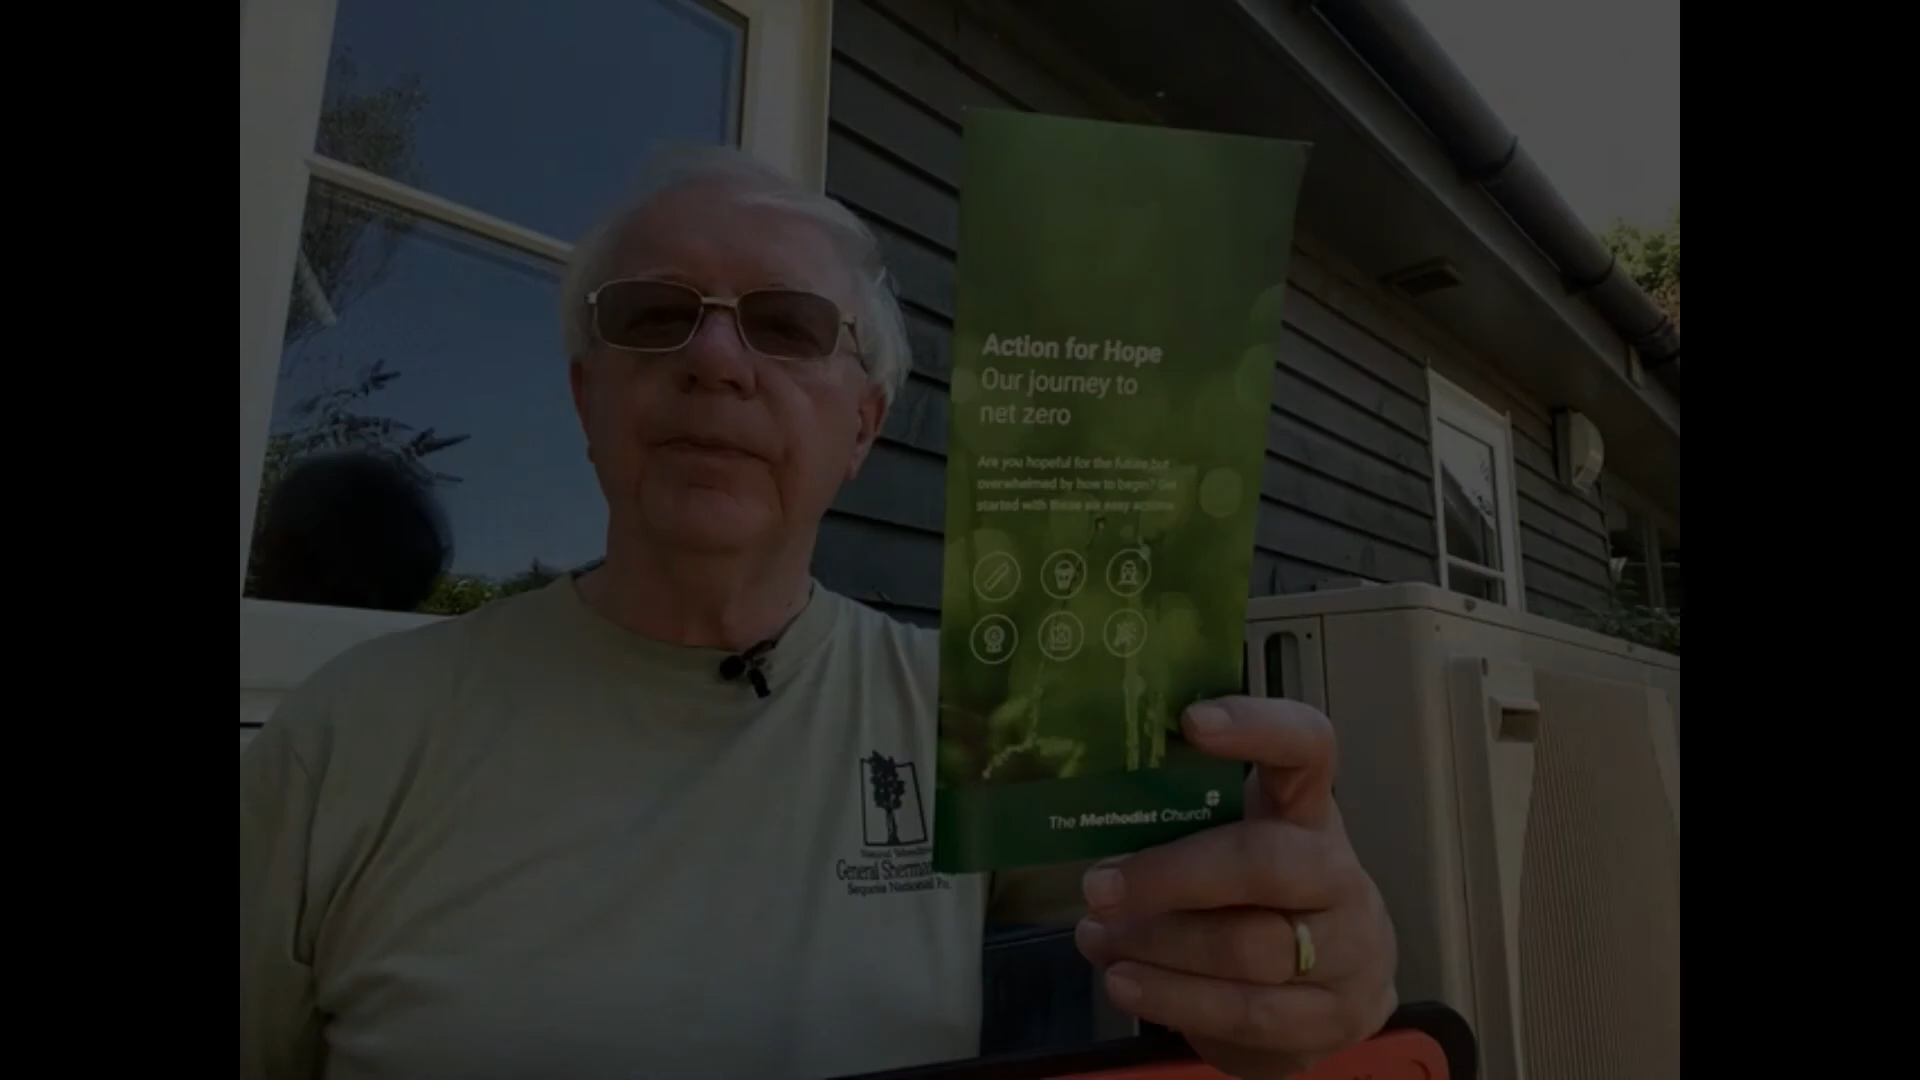 Action for Hope
Our journey to
net zero
Are you hopeful for the future but
overwhelmed by how to begin? Get
started with these six easy actions.
The Methodist Church
General Sherman
Sequoia National